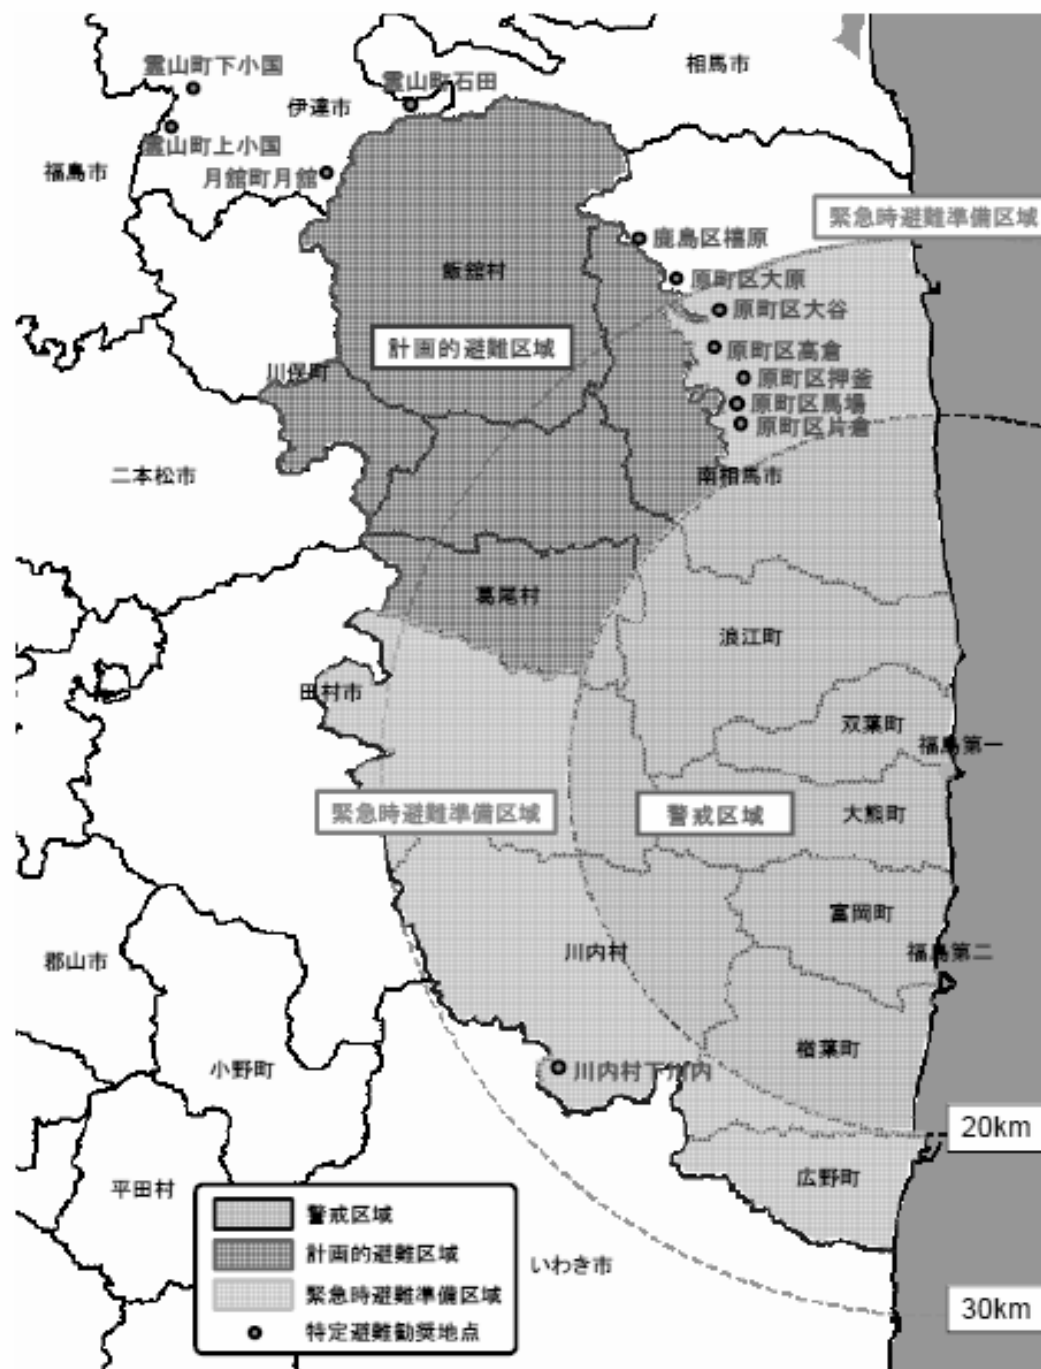 相馬市
霊山町下小国
霊山町石田
伊達市
霊山町上小国
福島市
月舘町月舘
緊急時避難準備区域
鹿島区橲原
飯舘村
原町区大原
原町区大谷
計画的避難区域
原町区高倉
川俣町
原町区押釜
原町区馬場
原町区片倉
二本松市
南相馬市
葛尾村
浪江町
田村市
双葉町
福島第一
緊急時避難準備区域
警戒区域
大熊町
富岡町
郡山市
川内村
福島第二
楢葉町
小野町
川内村下川内
20km
平田村
広野町
警戒区域
計画的避難区域
いわき市
緊急時避難準備区域
30km
特定避難勧奨地点